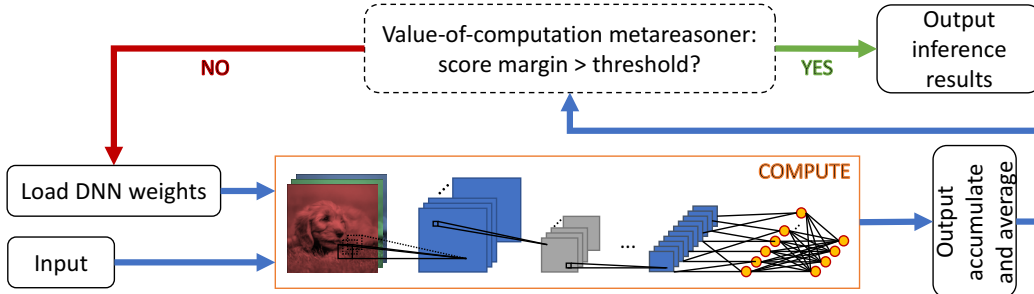 Value-of-computation metareasoner:
score margin > threshold?
Output
inference
results
NO
YES
Load DNN weights
Input
COMPUTE
...
Output
accumulate
and average